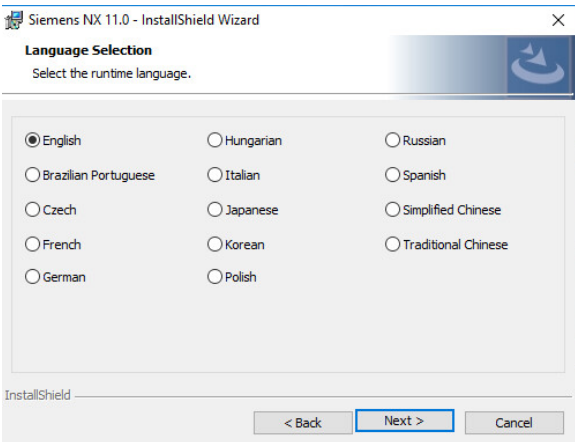 Siemens NX 11.0 - InstallShield Wizard
Language Selection
Select the runtime language.
English
Hungarian
Russian
Brazilian Portuguese
Italian
Spanish
Czech
Japanese
Simplified Chinese
French
Korean
Traditional Chinese
German
Polish
InstallShield
< Back
Next >
Cancel